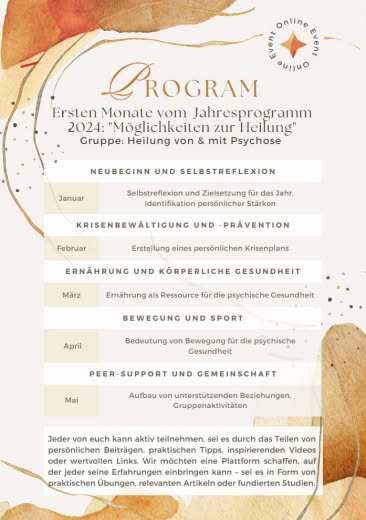 Online Event Online Event
PROGRAM
Ersten Monate vom Jahresprogramm
2024: "Möglichkeiten zur Heilung"
Gruppe: Heilung von & mit Psychose
NEUBEGINN UND SELBSTREFLEXION
Januar
Selbstreflexion und Zielsetzung für das Jahr,
Identifikation persönlicher Stärken
KRISENBEWÄLTIGUNG UND -PRÄVENTION
Februar
Erstellung eines persönlichen Krisenplans
ERNÄHRUNG UND KÖRPERLICHE GESUNDHEIT
März
Ernährung als Ressource für die psychische Gesundheit
BEWEGUNG UND SPORT
April
Bedeutung von Bewegung für die psychische
Gesundheit
PEER-SUPPORT UND GEMEINSCHAFT
Mai
Aufbau von unterstützenden Beziehungen,
Gruppenaktivitäten
Jeder von euch kann aktiv teilnehmen, sei es durch das Teilen von
persönlichen Beiträgen, praktischen Tipps, inspirierenden Videos
oder wertvollen Links. Wir möchten eine Plattform schaffen, auf
der jeder seine Erfahrungen einbringen kann – sei es in Form von
praktischen Übungen, relevanten Artikeln oder fundierten Studien.